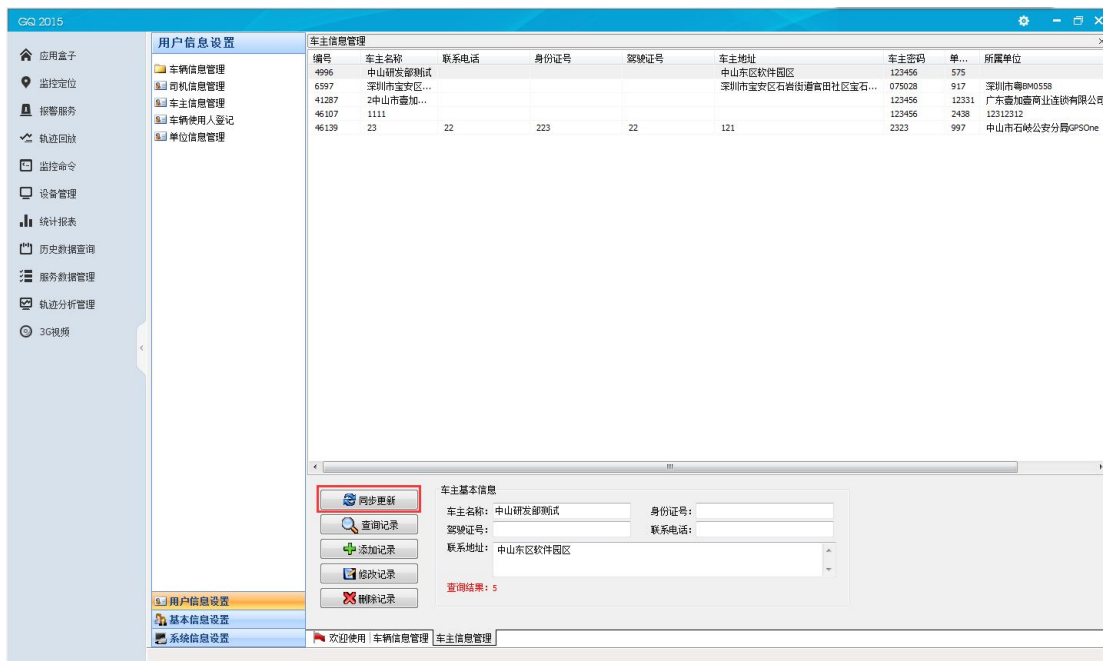 GQ 2015
应用盒子
监控定位
报警服务
轨迹回放
监控命令
设备管理
统计报表
历史数据查询
服务数据管理
轨迹分析管理
3G视频
用户信息设置
车辆信息管理
司机信息管理
车主信息管理
车辆使用人登记
单位信息管理
用户信息设置
基本信息设置
系统信息设置
车主信息管理
编号 车主名称 联系电话 身份证号 驾驶证号 车主地址 车主密码 单... 所属单位
4996 中山研发部测试 中山东区软件园区 123456 575
6597 深圳市宝安区... 深圳市宝安区石岩街道官田社区宝石... 075028 917 深圳市粤BM0558
41287 2中山市壹加... 123456 12331 广东壹加壹商业连锁有限公司
46107 1111 123456 2438 12312312
46139 23 22 223 22 121 2323 997 中山市石岐公安分局GPSOne
同步更新
查询记录
添加记录
修改记录
删除记录
车主基本信息
车主名称: 中山研发部测试 身份证号:
驾驶证号: 联系电话:
联系地址: 中山东区软件园区
查询结果: 5
欢迎使用 车辆信息管理 车主信息管理